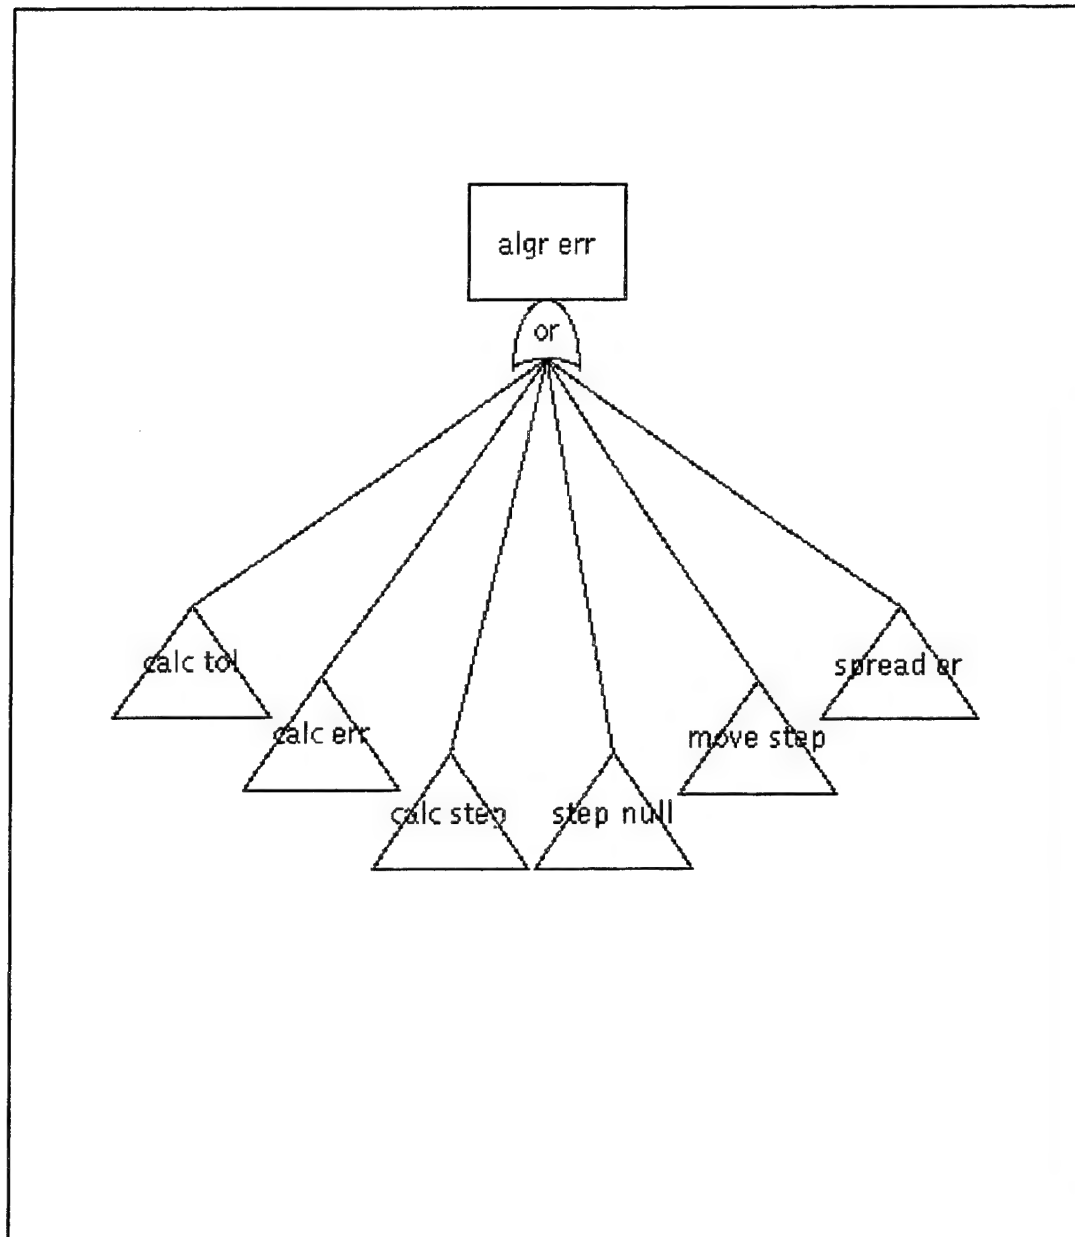 algr err
or
calc tol
spread er
calc err
move step
calc step
step null